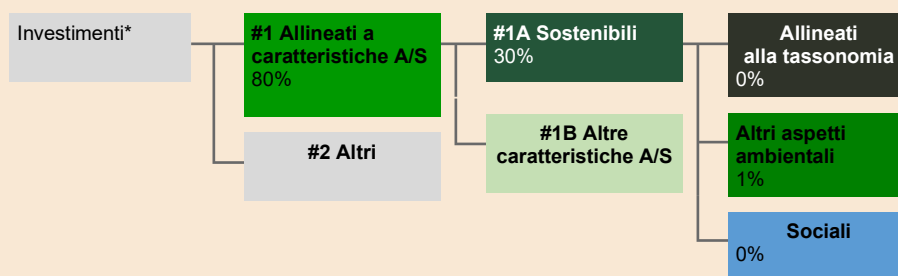 Investimenti*
#1 Allineati a
caratteristiche A/S
80%
#2 Altri
#1A Sostenibili
30%
#1B Altre
caratteristiche A/S
Allineati
alla tassonomia
0%
Altri aspetti
ambientali
1%
Sociali
0%